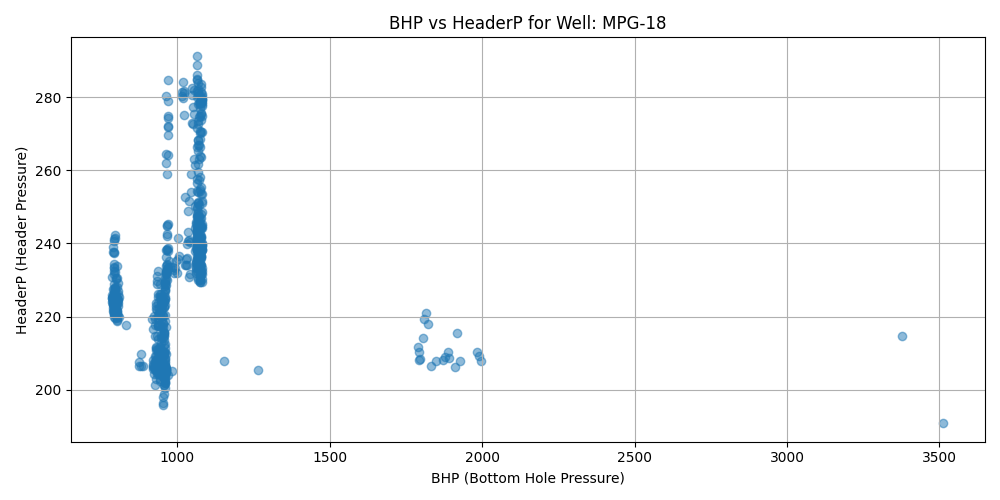 BHP vs HeaderP for Well: MPG-18
HeaderP (Header Pressure)
280
260
240
220
200
1000 1500 2000 2500 3000 3500
BHP (Bottom Hole Pressure)